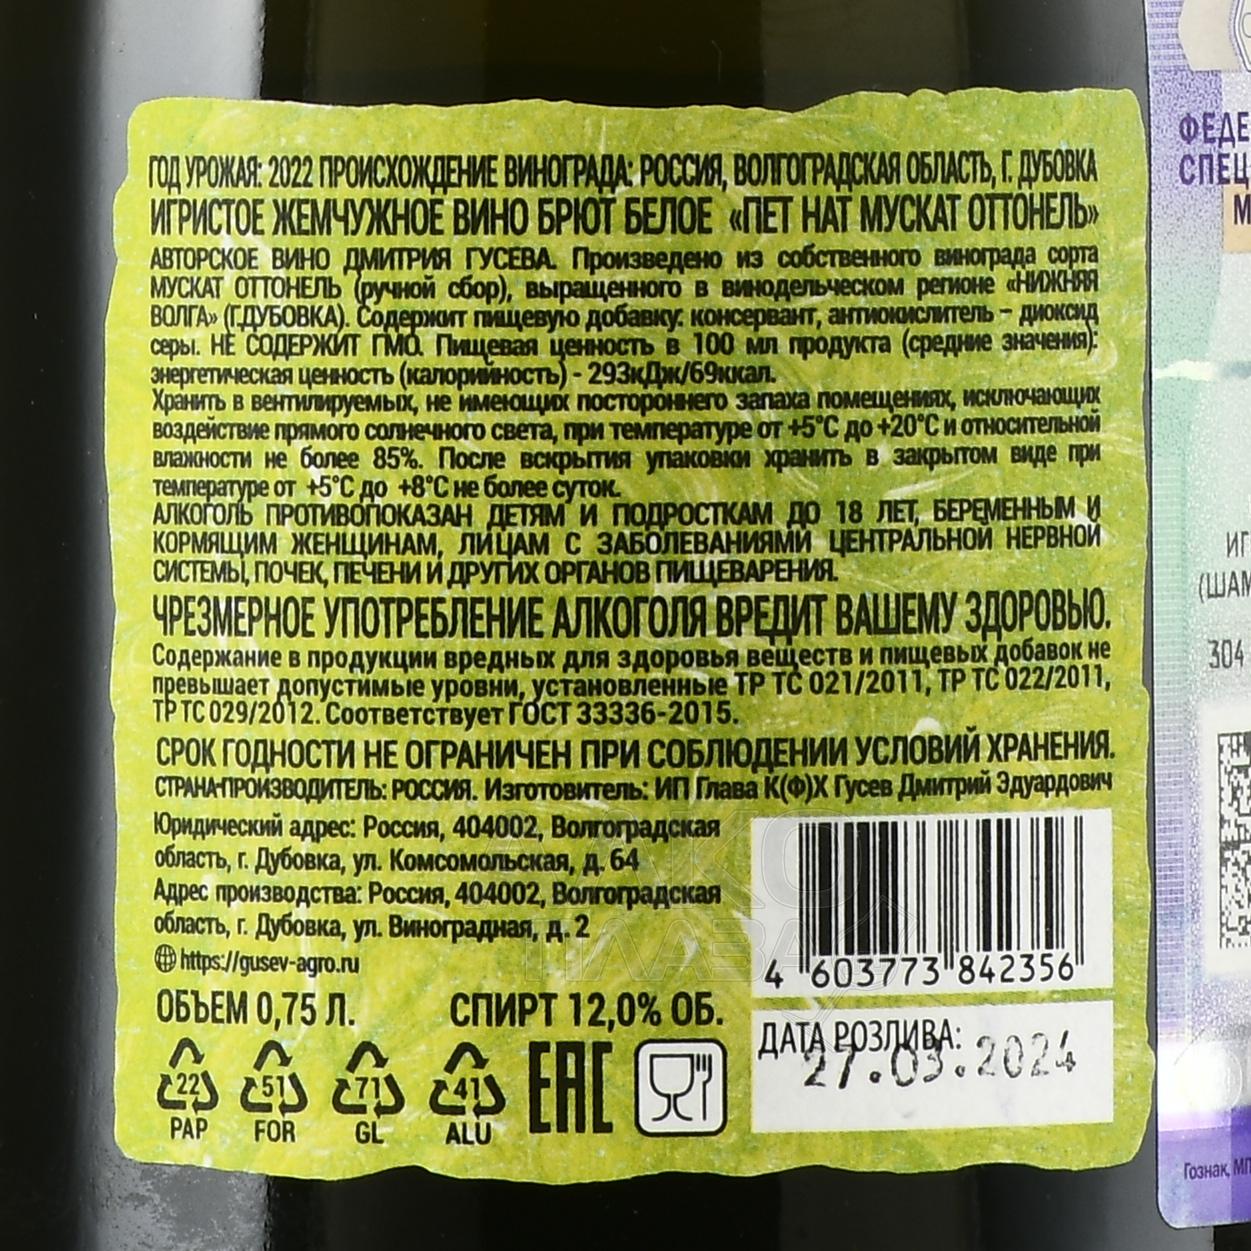 ГОД УРОЖАЯ: 2022 ПРОИСХОЖДЕНИЕ ВИНОГРАДА: РОССИЯ, ВОЛГОГРАДСКАЯ ОБЛАСТЬ, Г. ДУБОВКА
ИГРИСТОЕ ЖЕМЧУЖНОЕ ВИНО БРЮТ БЕЛОЕ «ПЕТ НАТ МУСКАТ ОТТОНЕЛЬ»
АВТОРСКОЕ ВИНО ДМИТРИЯ ГУСЕВА. Произведено из собственного винограда сорта
МУСКАТ ОТТОНЕЛЬ (ручной сбор), выращенного в винодельческом регионе «НИЖНЯЯ
ВОЛГА» (Г.ДУБОВКА). Содержит пищевую добавку: консервант, антиокислитель – диоксид
серы. НЕ СОДЕРЖИТ ГМО. Пищевая ценность в 100 мл продукта (средние значения):
энергетическая ценность (калорийность) - 293кДж/69ккал.
Хранить в вентилируемых, не имеющих постороннего запаха помещениях, исключающих
воздействие прямого солнечного света, при температуре от +5°С до +20°С и относительной
влажности не более 85%. После вскрытия упаковки хранить в закрытом виде при
температуре от +5°С до +8°С не более суток.
АЛКОГОЛЬ ПРОТИВОПОКАЗАН ДЕТЯМ И ПОДРОСТКАМ ДО 18 ЛЕТ, БЕРЕМЕННЫМ И
КОРМЯЩИМ ЖЕНЩИНАМ, ЛИЦАМ С ЗАБОЛЕВАНИЯМИ ЦЕНТРАЛЬНОЙ НЕРВНОЙ
СИСТЕМЫ, ПОЧЕК, ПЕЧЕНИ И ДРУГИХ ОРГАНОВ ПИЩЕВАРЕНИЯ.
ЧРЕЗМЕРНОЕ УПОТРЕБЛЕНИЕ АЛКОГОЛЯ ВРЕДИТ ВАШЕМУ ЗДОРОВЬЮ.
Содержание в продукции вредных для здоровья веществ и пищевых добавок не
превышает допустимые уровни, установленные ТР ТС 021/2011, ТР ТС 022/2011,
ТР ТС 029/2012. Соответствует ГОСТ 33336-2015.
СРОК ГОДНОСТИ НЕ ОГРАНИЧЕН ПРИ СОБЛЮДЕНИИ УСЛОВИЙ ХРАНЕНИЯ.
СТРАНА-ПРОИЗВОДИТЕЛЬ: РОССИЯ. Изготовитель: ИП Глава К(Ф)Х Гусев Дмитрий Эдуардович
Юридический адрес: Россия, 404002, Волгоградская
область, г. Дубовка, ул. Комсомольская, д. 64
Адрес производства: Россия, 404002, Волгоградская
область, г. Дубовка, ул. Виноградная, д. 2
https://gusev-agro.ru
ОБЪЕМ 0,75 Л. СПИРТ 12,0% ОБ.
22 51 71 41 EAC
PAP FOR GL ALU
4 603773 842356
ДАТА РОЗЛИВА:
27.03.2024
АЛКО
ПЛАЗА
ФЕДЕ
СПЕЦ
М
ИГ
(ШАМ
304
Гознак, МП